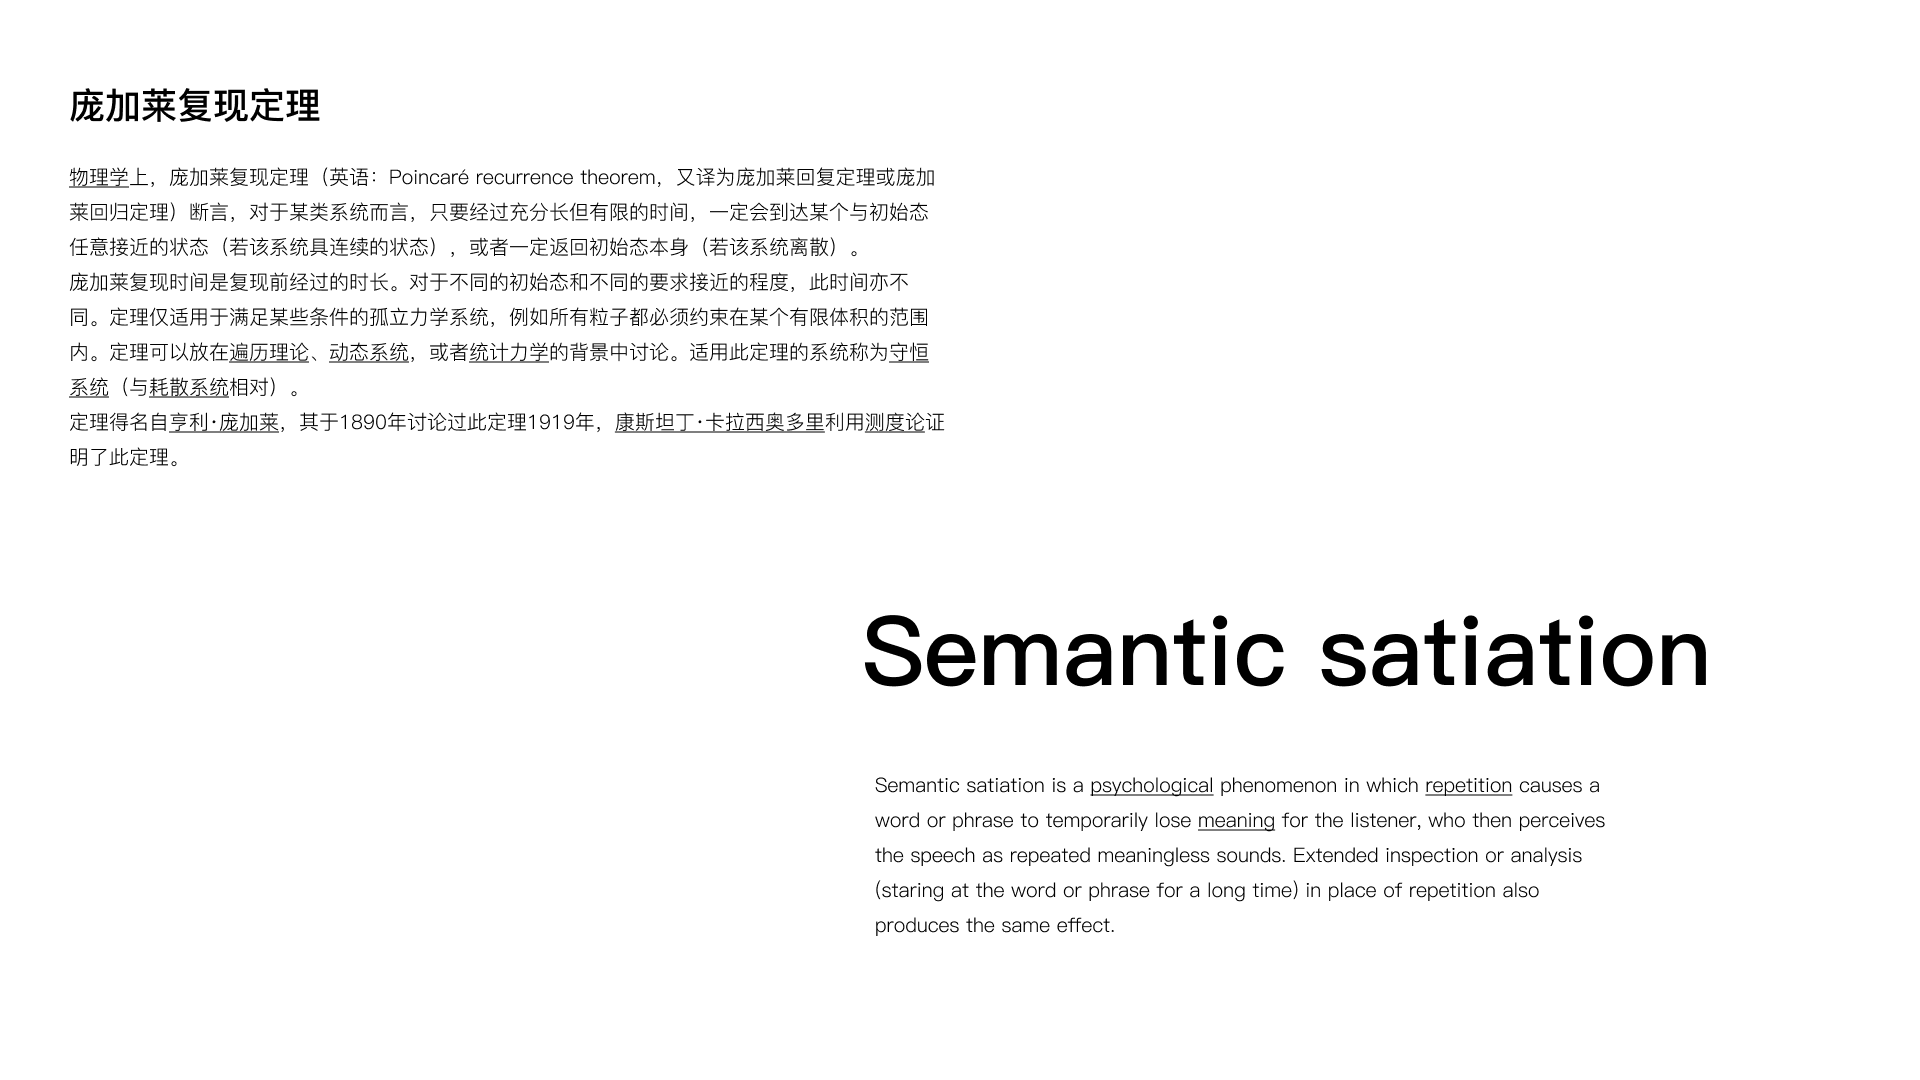 庞加莱复现定理
物理学上，庞加莱复现定理（英语：Poincaré recurrence theorem，又译为庞加莱回复定理或庞加
莱回归定理）断言，对于某类系统而言，只要经过充分长但有限的时间，一定会到达某个与初始态
任意接近的状态（若该系统具连续的状态），或者一定返回初始态本身（若该系统离散）。
庞加莱复现时间是复现前经过的时长。对于不同的初始态和不同的要求接近的程度，此时间亦不
同。定理仅适用于满足某些条件的孤立力学系统，例如所有粒子都必须约束在某个有限体积的范围
内。定理可以放在遍历理论、动态系统，或者统计力学的背景中讨论。适用此定理的系统称为守恒
系统（与耗散系统相对）。
定理得名自亨利·庞加莱，其于1890年讨论过此定理1919年，康斯坦丁·卡拉西奥多里利用测度论证
明了此定理。
Semantic satiation
Semantic satiation is a psychological phenomenon in which repetition causes a
word or phrase to temporarily lose meaning for the listener, who then perceives
the speech as repeated meaningless sounds. Extended inspection or analysis
(staring at the word or phrase for a long time) in place of repetition also
produces the same effect.